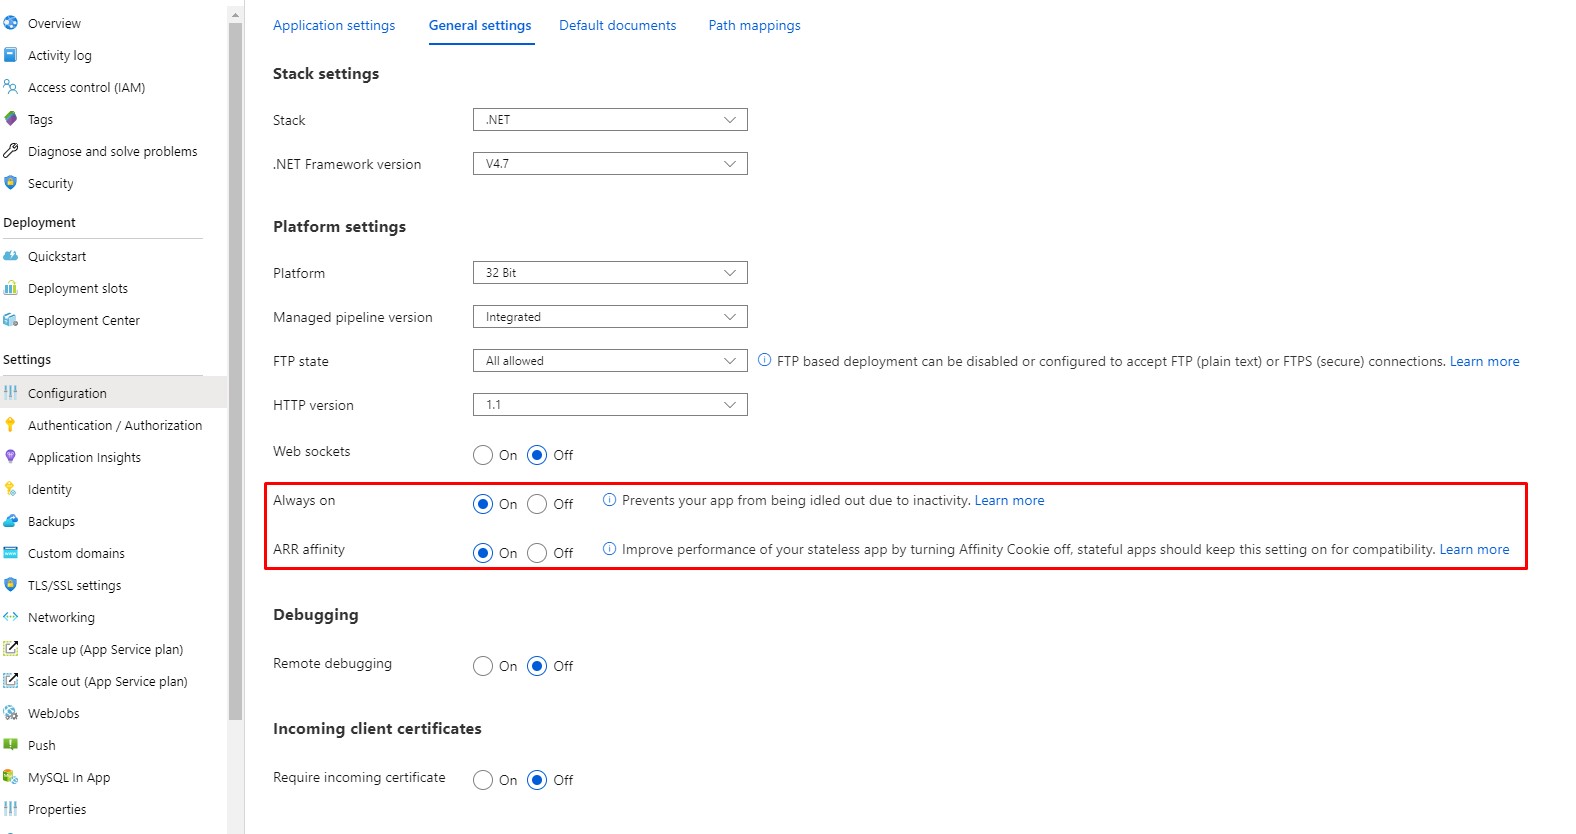 Overview
Activity log
Access control (IAM)
Tags
Diagnose and solve problems
Security
Deployment
Quickstart
Deployment slots
Deployment Center
Settings
Configuration
Authentication / Authorization
Application Insights
Identity
Backups
Custom domains
TLS/SSL settings
Networking
Scale up (App Service plan)
Scale out (App Service plan)
WebJobs
Push
MySQL In App
Properties
Application settings General settings Default documents Path mappings
Stack settings
Stack .NET
.NET Framework version V4.7
Platform settings
Platform 32 Bit
Managed pipeline version Integrated
FTP state All allowed FTP based deployment can be disabled or configured to accept FTP (plain text) or FTPS (secure) connections. Learn more
HTTP version 1.1
Web sockets On Off
Always on On Off Prevents your app from being idled out due to inactivity. Learn more
ARR affinity On Off Improve performance of your stateless app by turning Affinity Cookie off, stateful apps should keep this setting on for compatibility. Learn more
Debugging
Remote debugging On Off
Incoming client certificates
Require incoming certificate On Off